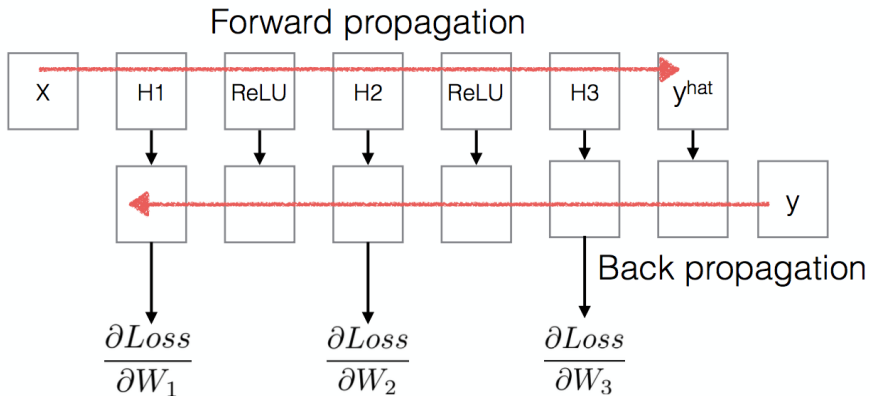 Forward propagation
X H1 ReLU H2 ReLU H3 y^hat
y
Back propagation
∂Loss/∂W₁ ∂Loss/∂W₂ ∂Loss/∂W₃